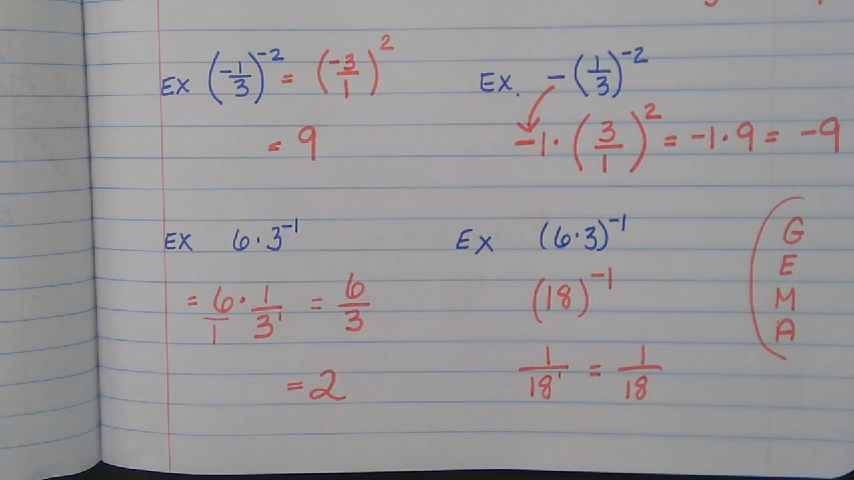 EX (-1/3)^-2 = (-3/1)^2
= 9
EX. -(1/3)^-2
-1·(3/1)^2 = -1·9 = -9
EX 6·3^-1
= 6/1·1/3^1 = 6/3
= 2
EX (6·3)^-1
(18)^-1
1/18^1 = 1/18
G
E
M
A